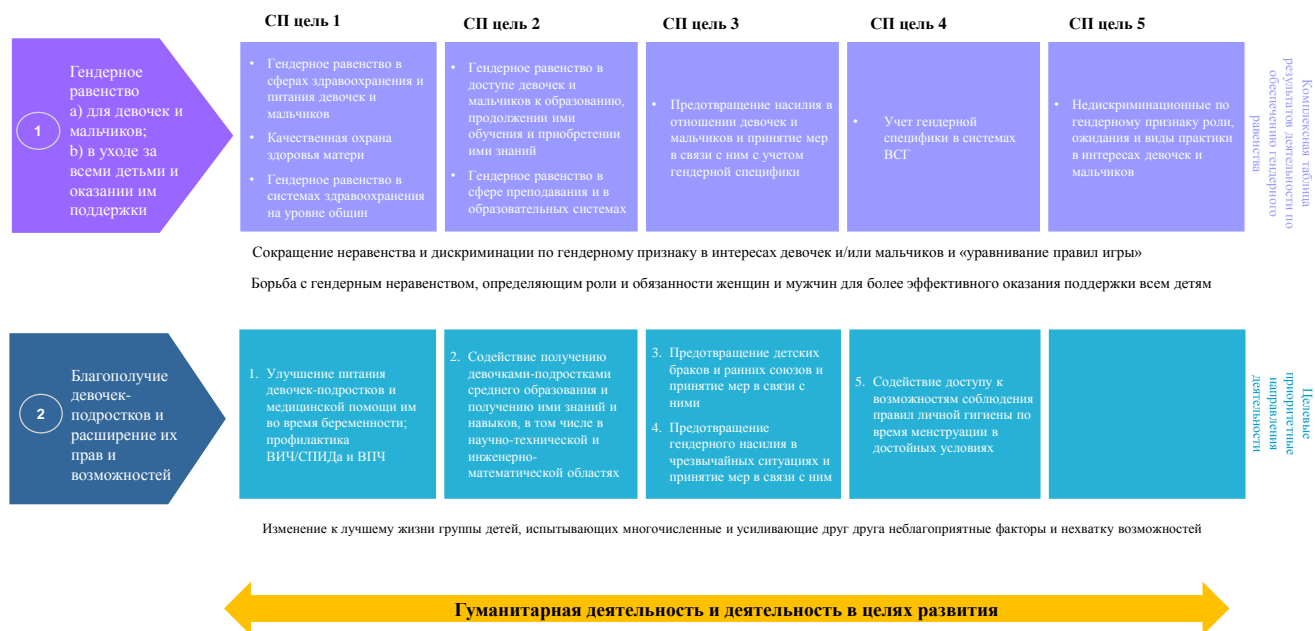 СП цель 1
СП цель 2
СП цель 3
СП цель 4
СП цель 5
1
Гендерное
равенство
a) для девочек и
мальчиков;
b) в уходе за
всеми детьми и
оказании им
поддержки
• Гендерное равенство в
сферах здравоохранения и
питания девочек и
мальчиков
• Качественная охрана
здоровья матери
• Гендерное равенство в
системах здравоохранения
на уровне общин
• Гендерное равенство в
доступе девочек и
мальчиков к образованию,
продолжении ими
обучения и приобретении
ими знаний
• Гендерное равенство в
сфере преподавания и в
образовательных системах
• Предотвращение насилия в
отношении девочек и
мальчиков и принятие мер
в связи с ним с учетом
гендерной специфики
• Учет гендерной
специфики в системах
ВСГ
• Недискриминационные по
гендерному признаку роли,
ожидания и виды практики
в интересах девочек и
мальчиков
Комплексная таблица
результатов деятельности по
обеспечению гендерного
равенства
Сокращение неравенства и дискриминации по гендерному признаку в интересах девочек и/или мальчиков и «уравнивание правил игры»
Борьба с гендерным неравенством, определяющим роли и обязанности женщин и мужчин для более эффективного оказания поддержки всем детям
2
Благополучие
девочек-
подростков и
расширение их
прав и
возможностей
1. Улучшение питания
девочек-подростков и
медицинской помощи им
во время беременности;
профилактика
ВИЧ/СПИДа и ВПЧ
2. Содействие получению
девочками-подростками
среднего образования и
получению ими знаний и
навыков, в том числе в
научно-технической и
инженерно-
математической областях
3. Предотвращение детских
браков и ранних союзов и
принятие мер в связи с
ними
4. Предотвращение
гендерного насилия в
чрезвычайных ситуациях и
принятие мер в связи с ним
5. Содействие доступу к
возможностям соблюдения
правил личной гигиены по
время менструации в
достойных условиях
Целевые
приоритетные
направления
деятельности
Изменение к лучшему жизни группы детей, испытывающих многочисленные и усиливающие друг друга неблагоприятные факторы и нехватку возможностей
Гуманитарная деятельность и деятельность в целях развития